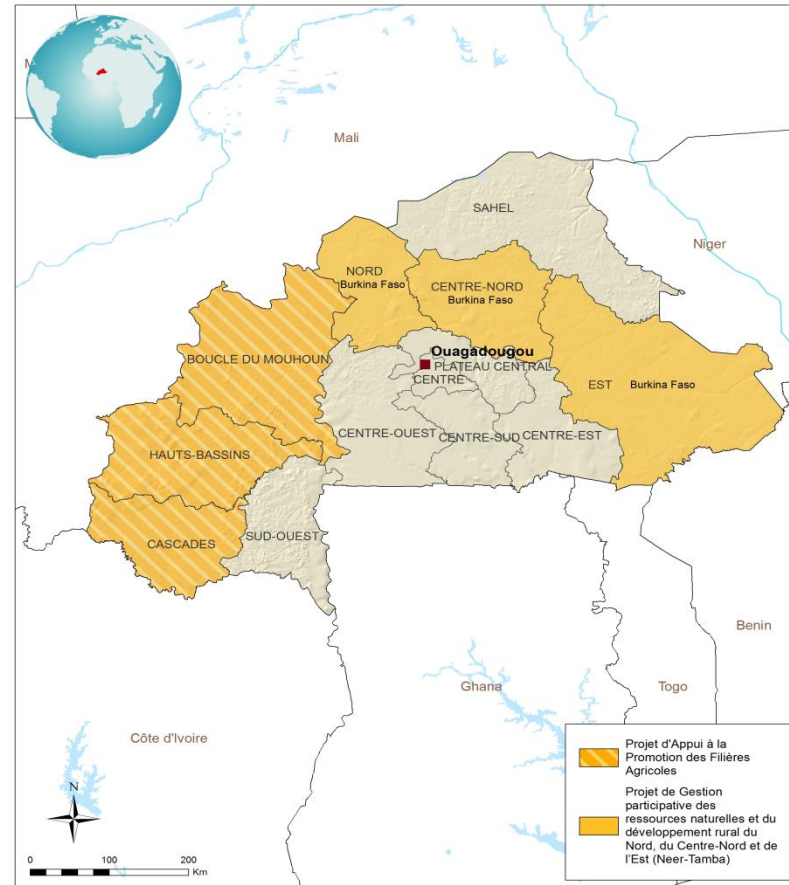 M
Mali
SAHEL
Niger
NORD
Burkina Faso
CENTRE-NORD
Burkina Faso
BOUCLE DU MOUHOUN
Ouagadougou
PLATEAU CENTRAL
CENTRE
EST Burkina Faso
CENTRE-OUEST
CENTRE-SUD
CENTRE-EST
HAUTS-BASSINS
CASCADES
SUD-OUEST
Benin
Ghana
Togo
Côte d'Ivoire
N
0 100 200
Km
Projet d'Appui à la
Promotion des Filières
Agricoles
Projet de Gestion
participative des
ressources naturelles et du
développement rural du
Nord, du Centre-Nord et de
l'Est (Neer-Tamba)